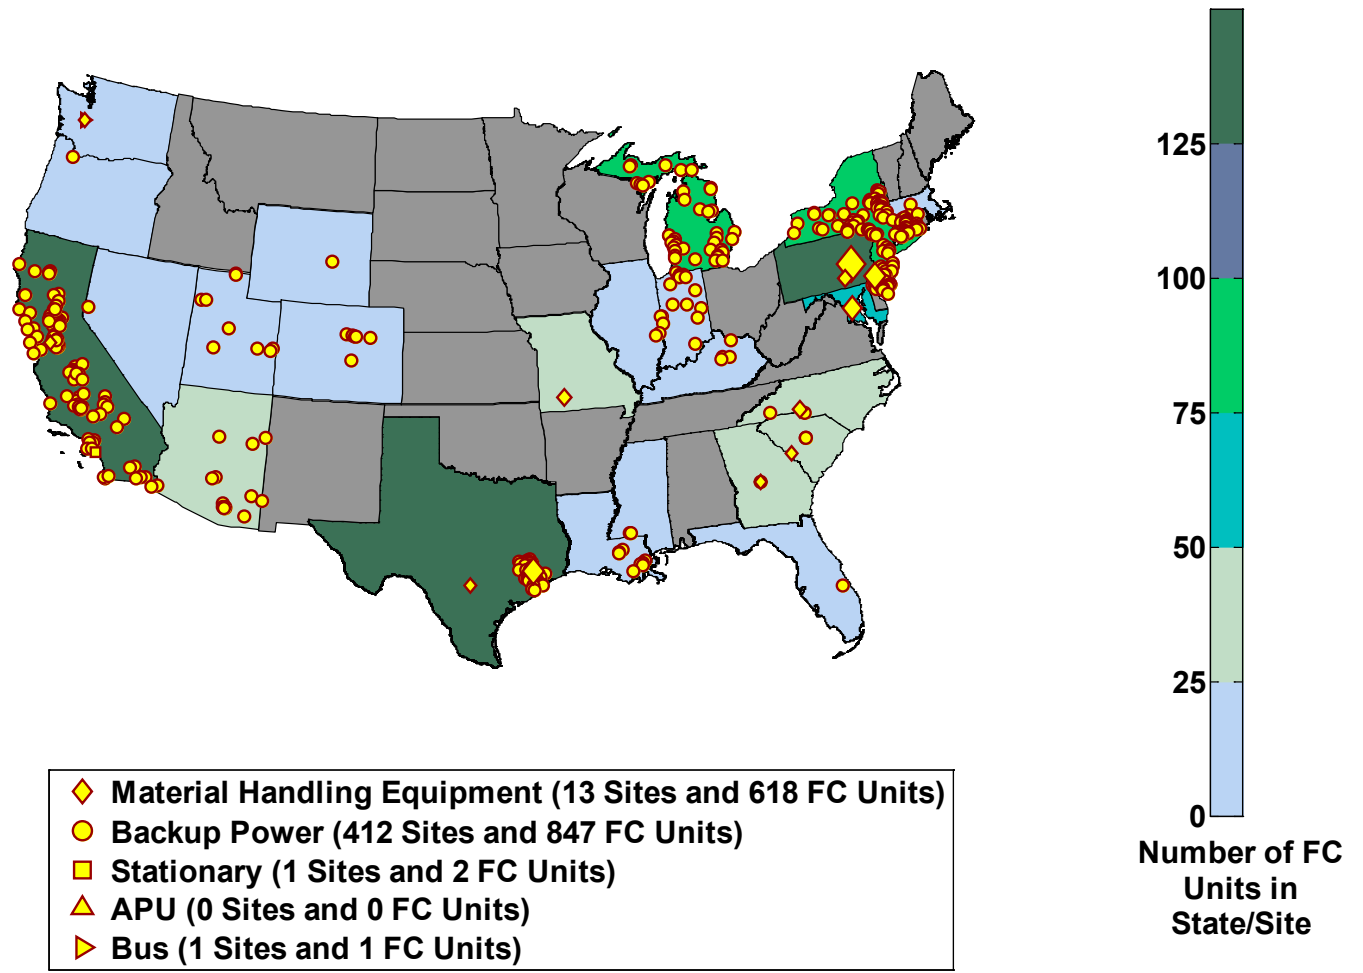 125
100
75
50
25
0
Number of FC
Units in
State/Site
Material Handling Equipment (13 Sites and 618 FC Units)
Backup Power (412 Sites and 847 FC Units)
Stationary (1 Sites and 2 FC Units)
APU (0 Sites and 0 FC Units)
Bus (1 Sites and 1 FC Units)